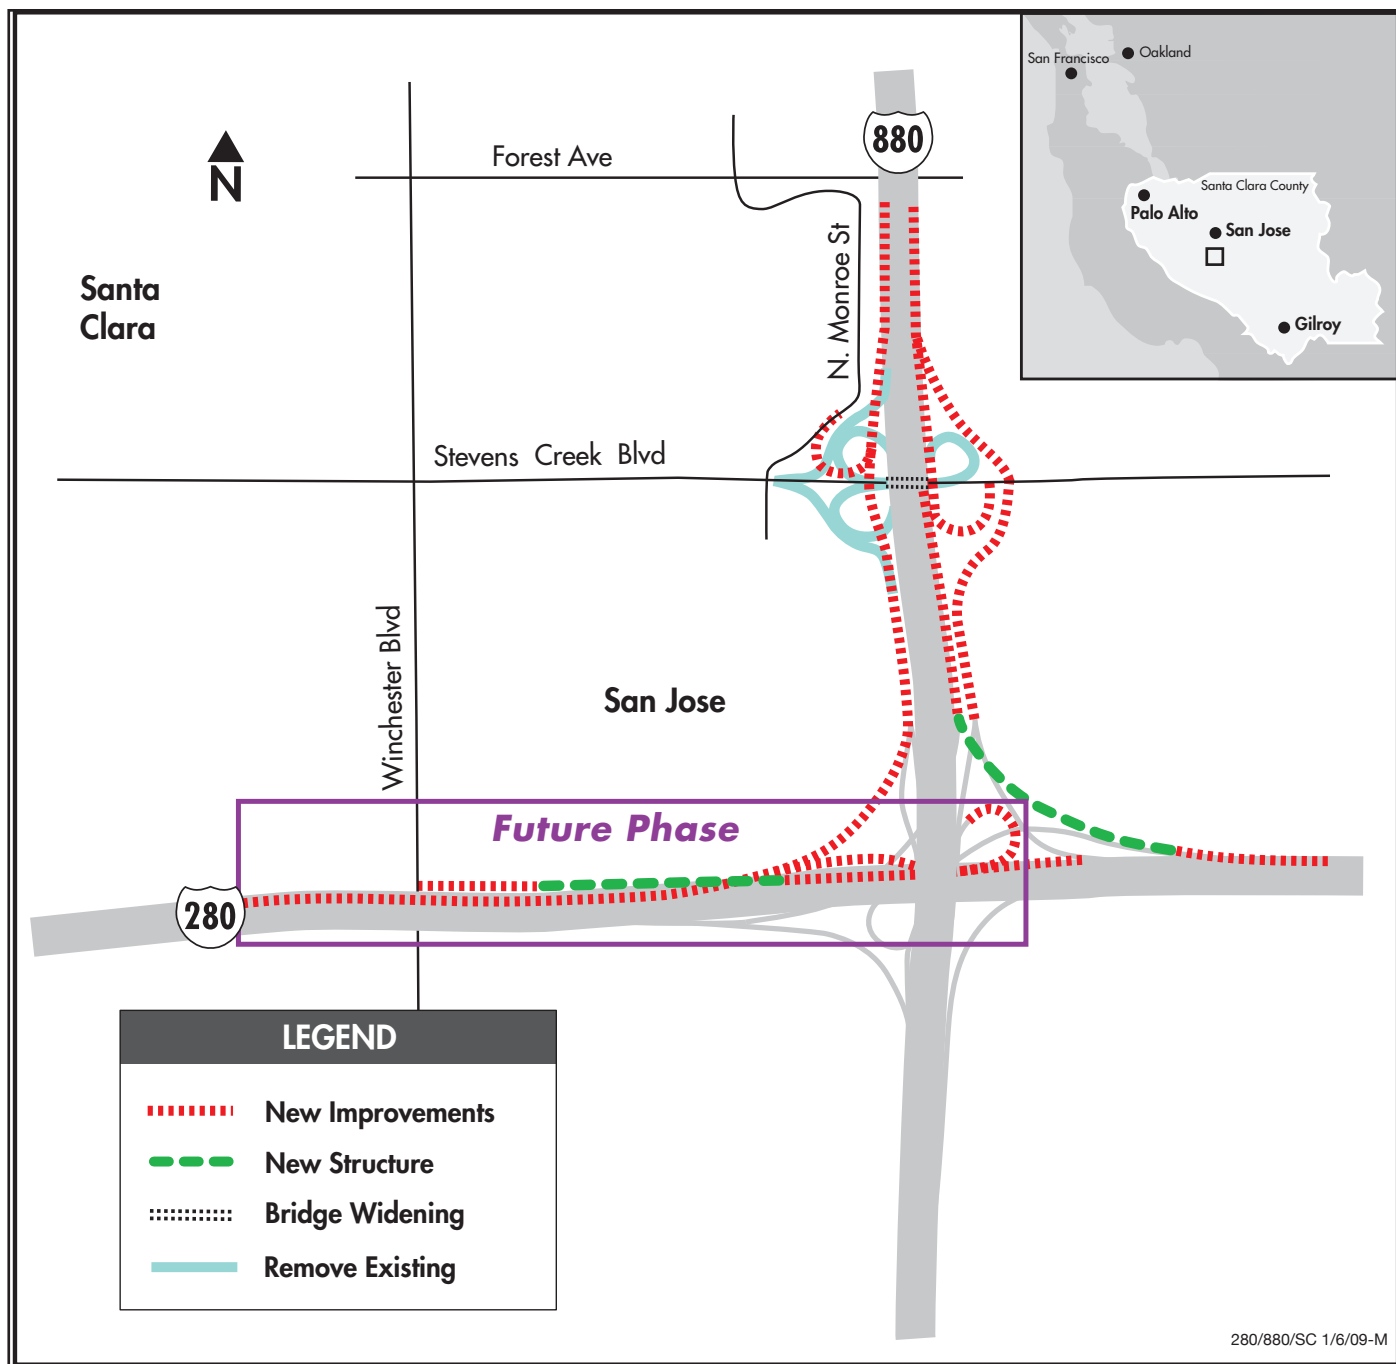 San Francisco
Oakland
Santa Clara County
Palo Alto
San Jose
Gilroy
880
N
Forest Ave
N. Monroe St
Santa
Clara
Stevens Creek Blvd
Winchester Blvd
San Jose
Future Phase
280
LEGEND
New Improvements
New Structure
Bridge Widening
Remove Existing
280/880/SC 1/6/09-M